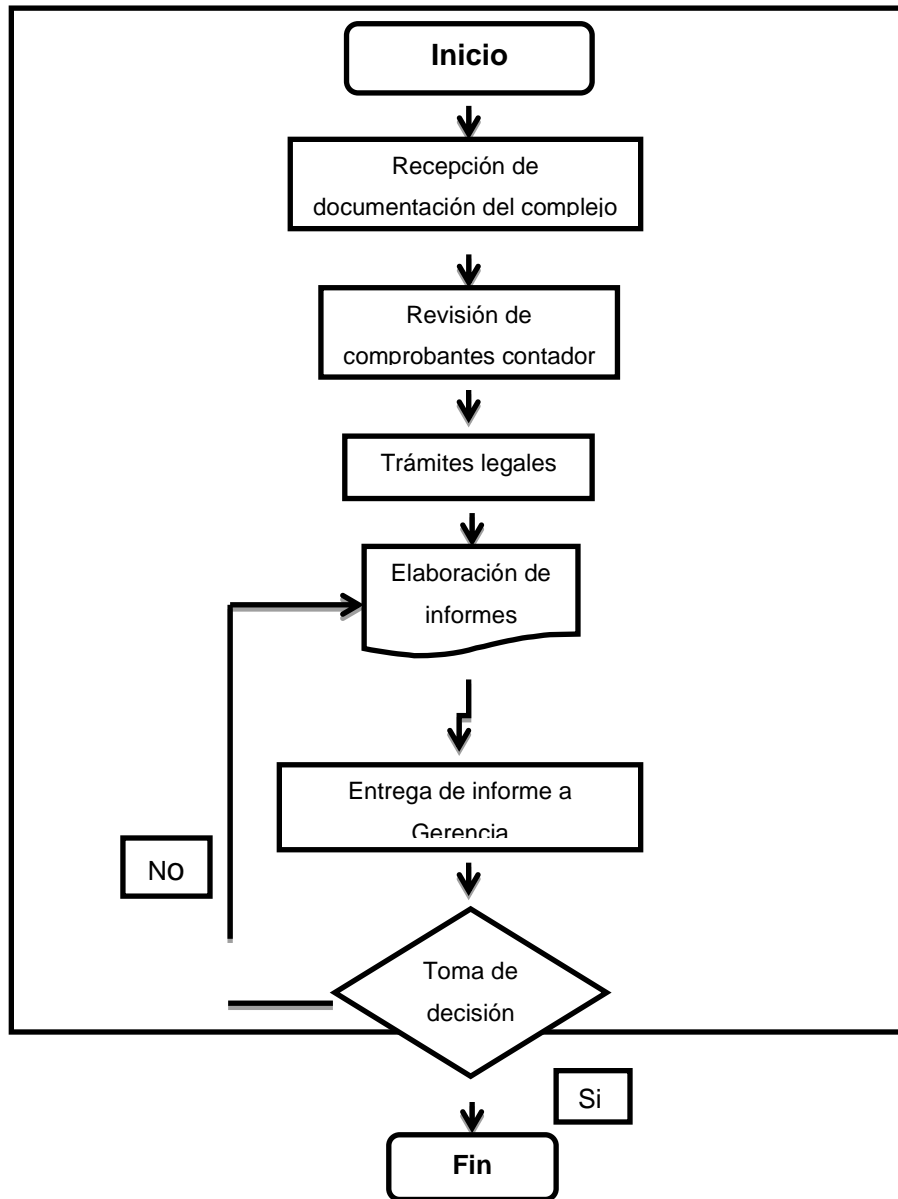 Inicio
Recepción de
documentación del complejo
Revisión de
comprobantes contador
Trámites legales
Elaboración de
informes
Entrega de informe a
Gerencia
No
Toma de
decisión
Si
Fin